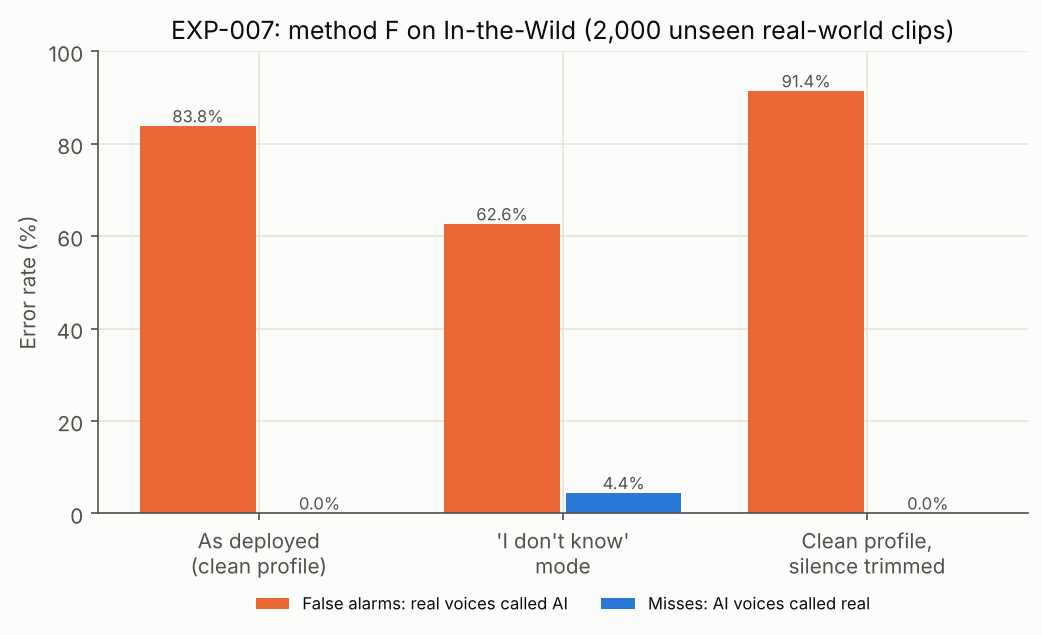 EXP-007: method F on In-the-Wild (2,000 unseen real-world clips)
Error rate (%)
100
80
60
40
20
0
83.8%
0.0%
62.6%
4.4%
91.4%
0.0%
As deployed
(clean profile)
'I don't know'
mode
Clean profile,
silence trimmed
False alarms: real voices called AI
Misses: AI voices called real